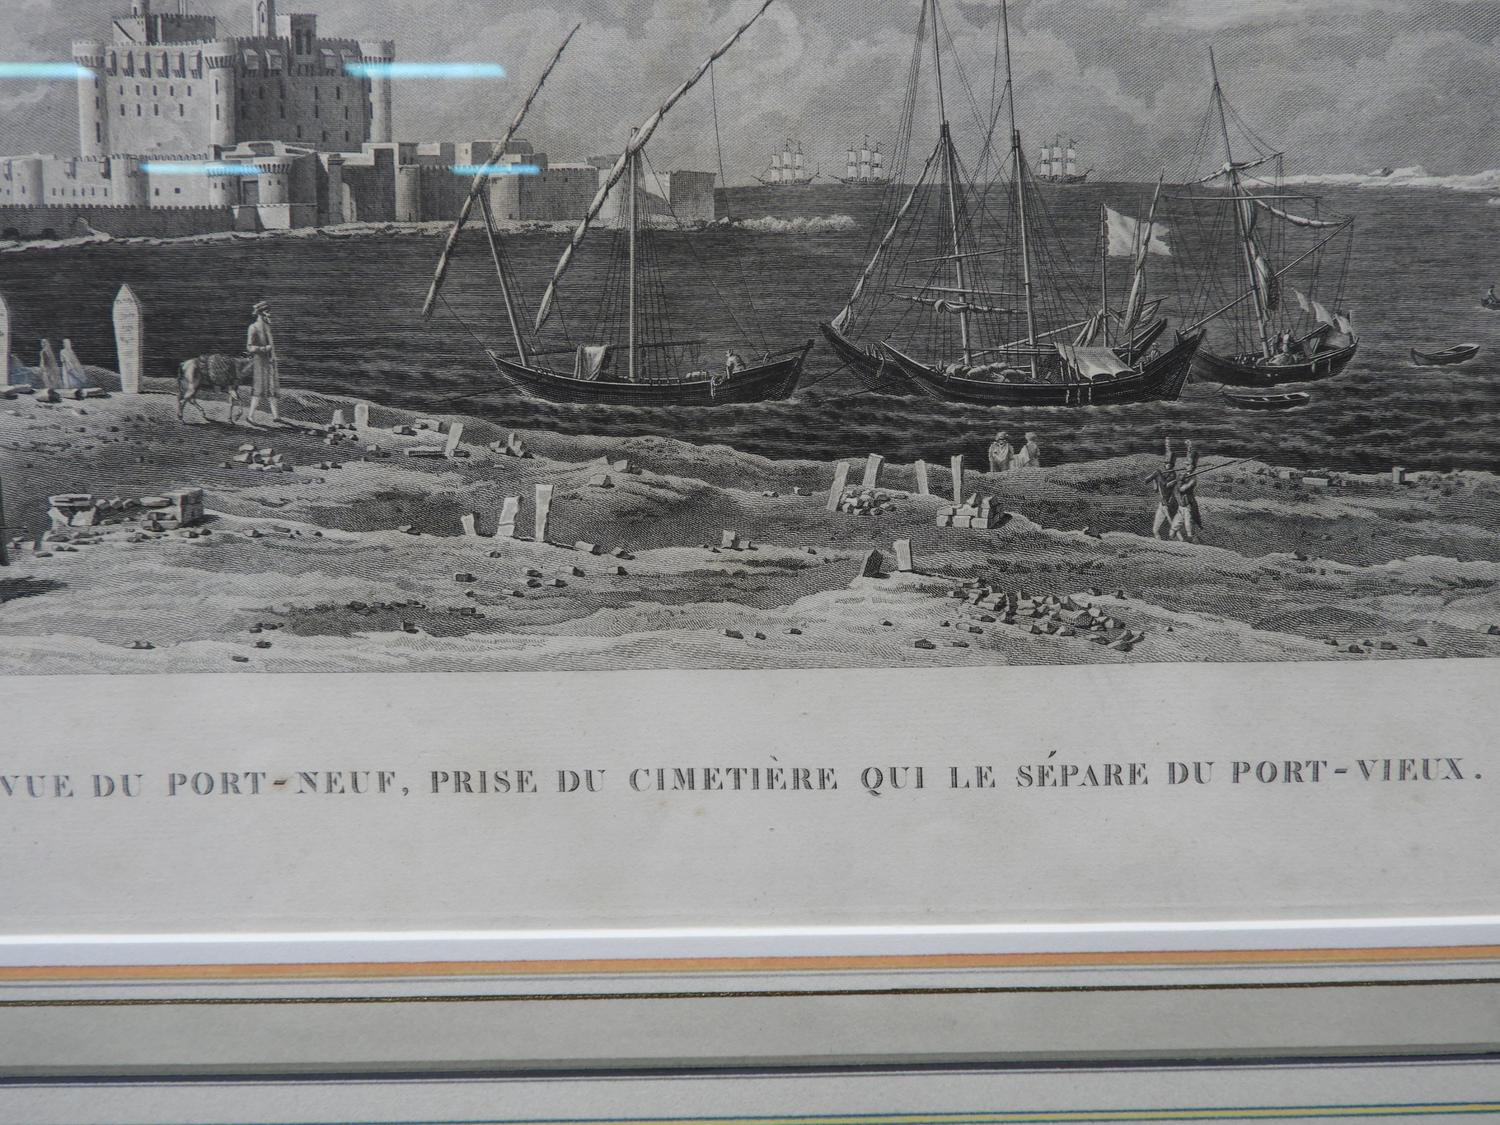 VUE DU PORT-NEUF, PRISE DU CIMETIÈRE QUI LE SÉPARE DU PORT-VIEUX.